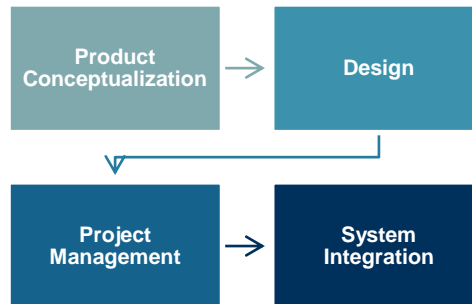 Product
Conceptualization
Design
Project
Management
System
Integration